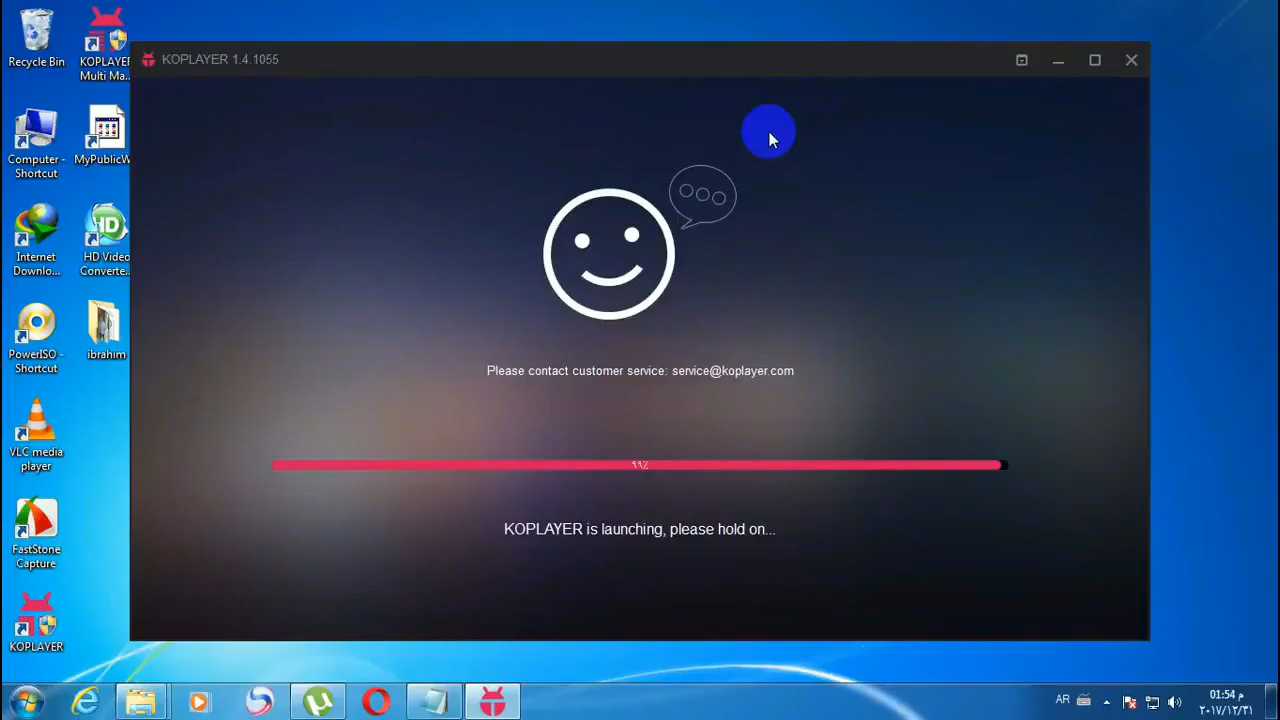 Recycle Bin
KOPLAYER
Multi Ma...
KOPLAYER 1.4.1055
Computer -
Shortcut
MyPublicW
Internet
Downlo...
HD
HD Video
Converte...
PowerISO -
Shortcut
ibrahim
Please contact customer service: service@koplayer.com
VLC media
player
٩٩٪
FastStone
Capture
KOPLAYER is launching, please hold on...
KOPLAYER
AR
01:54 م
٢٠١٧/١٢/٣١